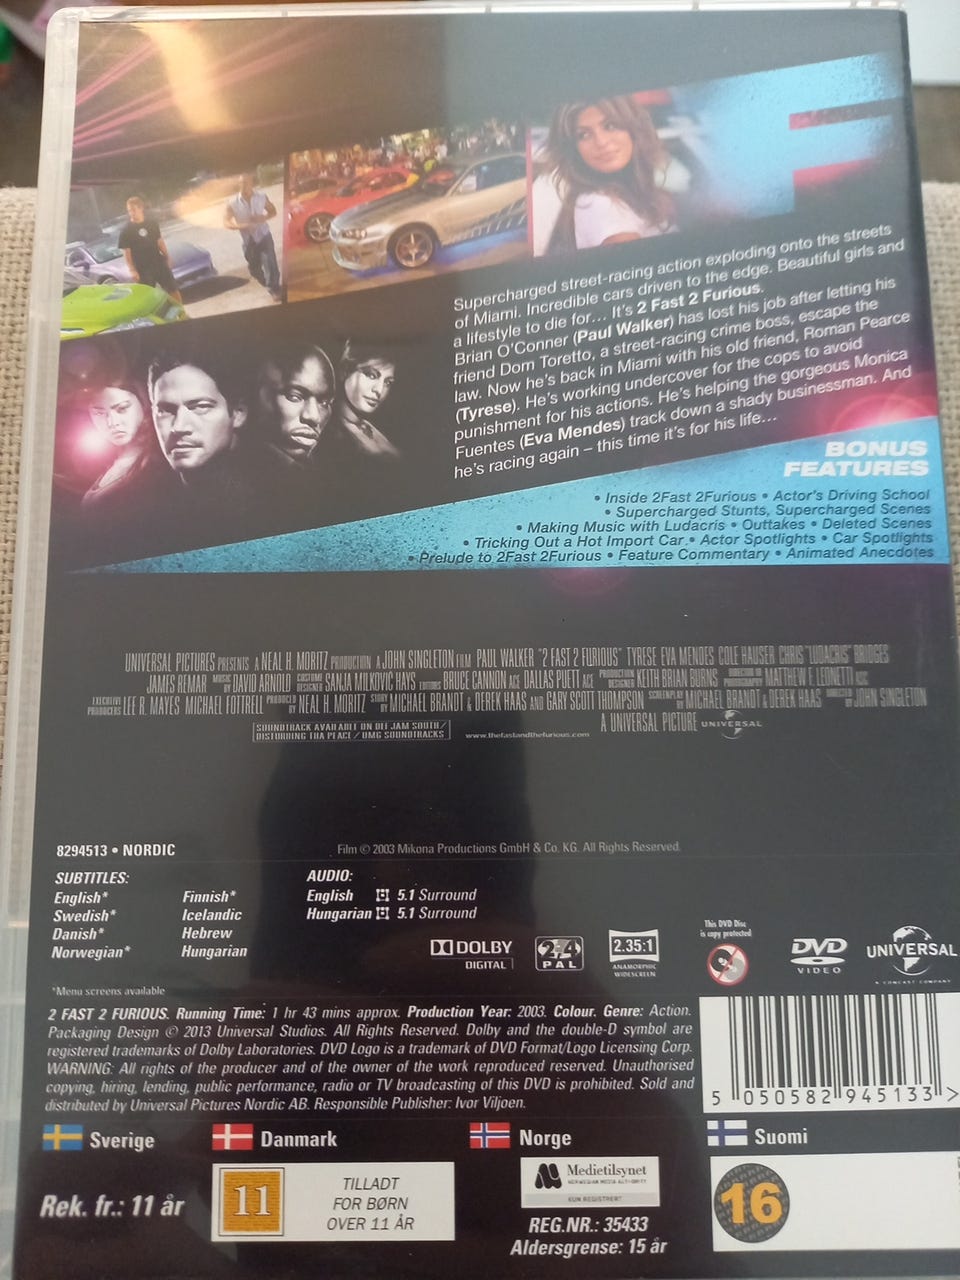 F
Supercharged street-racing action exploding onto the streets
of Miami. Incredible cars driven to the edge. Beautiful girls and
a lifestyle to die for... It's 2 Fast 2 Furious.
Brian O'Conner (Paul Walker) has lost his job after letting his
friend Dom Toretto, a street-racing crime boss, escape the
law. Now he's back in Miami with his old friend, Roman Pearce
(Tyrese). He's working undercover for the cops to avoid
punishment for his actions. He's helping the gorgeous Monica
Fuentes (Eva Mendes) track down a shady businessman. And
he's racing again – this time it's for his life...
BONUS
FEATURES
• Inside 2Fast 2Furious • Actor's Driving School
• Supercharged Stunts, Supercharged Scenes
• Making Music with Ludacris • Outtakes • Deleted Scenes
• Tricking Out a Hot Import Car • Actor Spotlights • Car Spotlights
• Prelude to 2Fast 2Furious • Feature Commentary • Animated Anecdotes
UNIVERSAL PICTURES PRESENTS A NEAL H. MORITZ PRODUCTION A JOHN SINGLETON FILM PAUL WALKER "2 FAST 2 FURIOUS" TYRESE EVA MENDES COLE HAUSER CHRIS "LUDACRIS" BRIDGES
JAMES REMAR MUSIC BY DAVID ARNOLD COSTUME DESIGNER SANJA MILKOVIC HAYS EDITORS BRUCE CANNON ACE DALLAS PUETT ACE PRODUCTION DESIGNER KEITH BRIAN BURNS DIRECTOR OF PHOTOGRAPHY MATTHEW F. LEONETTI ASC
EXECUTIVE PRODUCERS LEE R. MAYES MICHAEL FOTTRELL PRODUCED BY NEAL H. MORITZ STORY BY MICHAEL BRANDT & DEREK HAAS AND GARY SCOTT THOMPSON SCREENPLAY BY MICHAEL BRANDT & DEREK HAAS DIRECTED BY JOHN SINGLETON
SOUNDTRACK AVAILABLE ON DEF JAM SOUTH/
DISTURBING THA PEACE / UMG SOUNDTRACKS
www.thefastandthefurious.com
A UNIVERSAL PICTURE UNIVERSAL
8294513 • NORDIC
Film © 2003 Mikona Productions GmbH & Co. KG. All Rights Reserved.
SUBTITLES:
English* Finnish*
Swedish* Icelandic
Danish* Hebrew
Norwegian* Hungarian
AUDIO:
English 5.1 Surround
Hungarian 5.1 Surround
*Menu screens available
DOLBY
DIGITAL
2+4
PAL
2.35:1
ANAMORPHIC
WIDESCREEN
This DVD Disc
is copy protected
DVD
VIDEO
UNIVERSAL
A COMCAST COMPANY
2 FAST 2 FURIOUS. Running Time: 1 hr 43 mins approx. Production Year: 2003. Colour. Genre: Action.
Packaging Design © 2013 Universal Studios. All Rights Reserved. Dolby and the double-D symbol are
registered trademarks of Dolby Laboratories. DVD Logo is a trademark of DVD Format/Logo Licensing Corp.
WARNING: All rights of the producer and of the owner of the work reproduced reserved. Unauthorised
copying, hiring, lending, public performance, radio or TV broadcasting of this DVD is prohibited. Sold and
distributed by Universal Pictures Nordic AB. Responsible Publisher: Ivor Viljoen.
5 050582 945133 >
Sverige
Rek. fr.: 11 år
Danmark
11
TILLADT
FOR BØRN
OVER 11 ÅR
Norge
Medietilsynet
NORWEGIAN MEDIA AUTHORITY
KUN REGISTRERT
REG.NR.: 35433
Aldersgrense: 15 år
Suomi
16